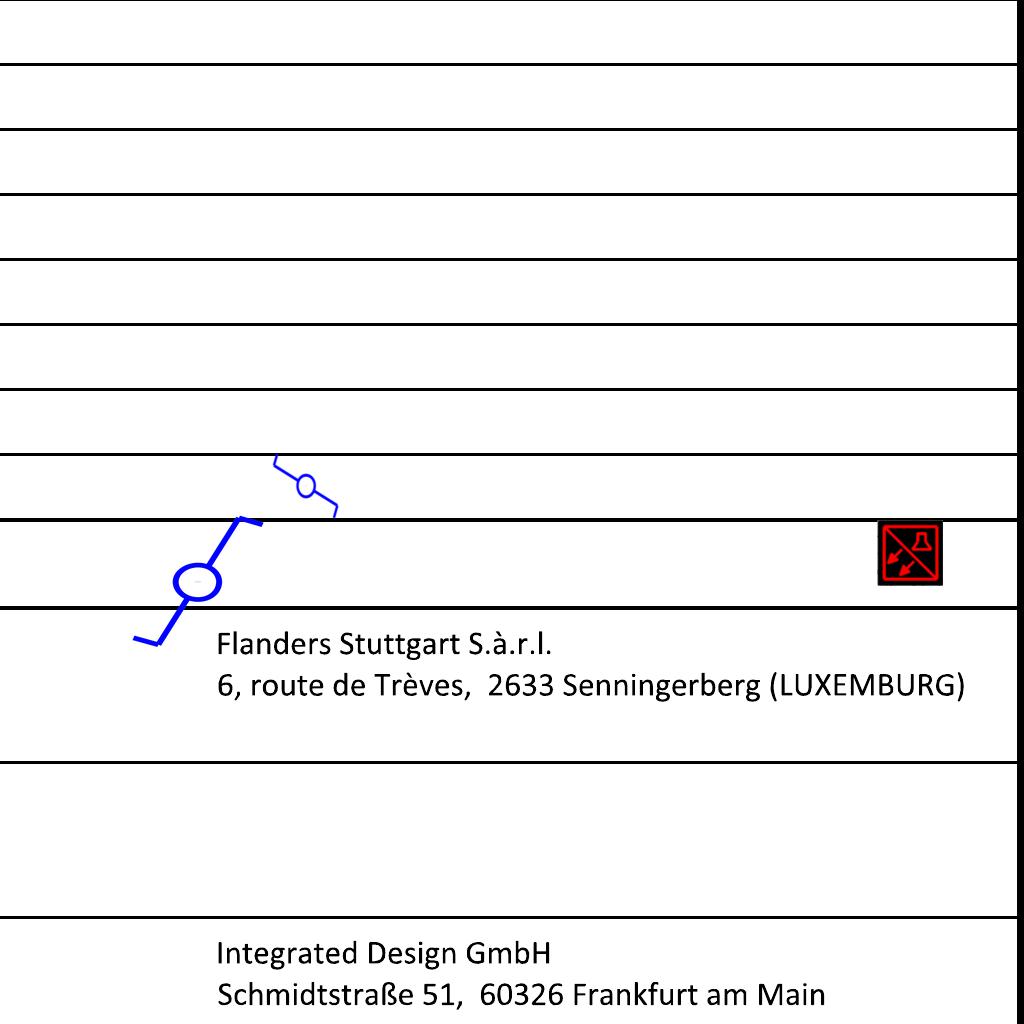 Flanders Stuttgart S.à.r.l.
6, route de Trèves,  2633 Senningerberg (LUXEMBURG)
Integrated Design GmbH
Schmidtstraße 51,  60326 Frankfurt am Main